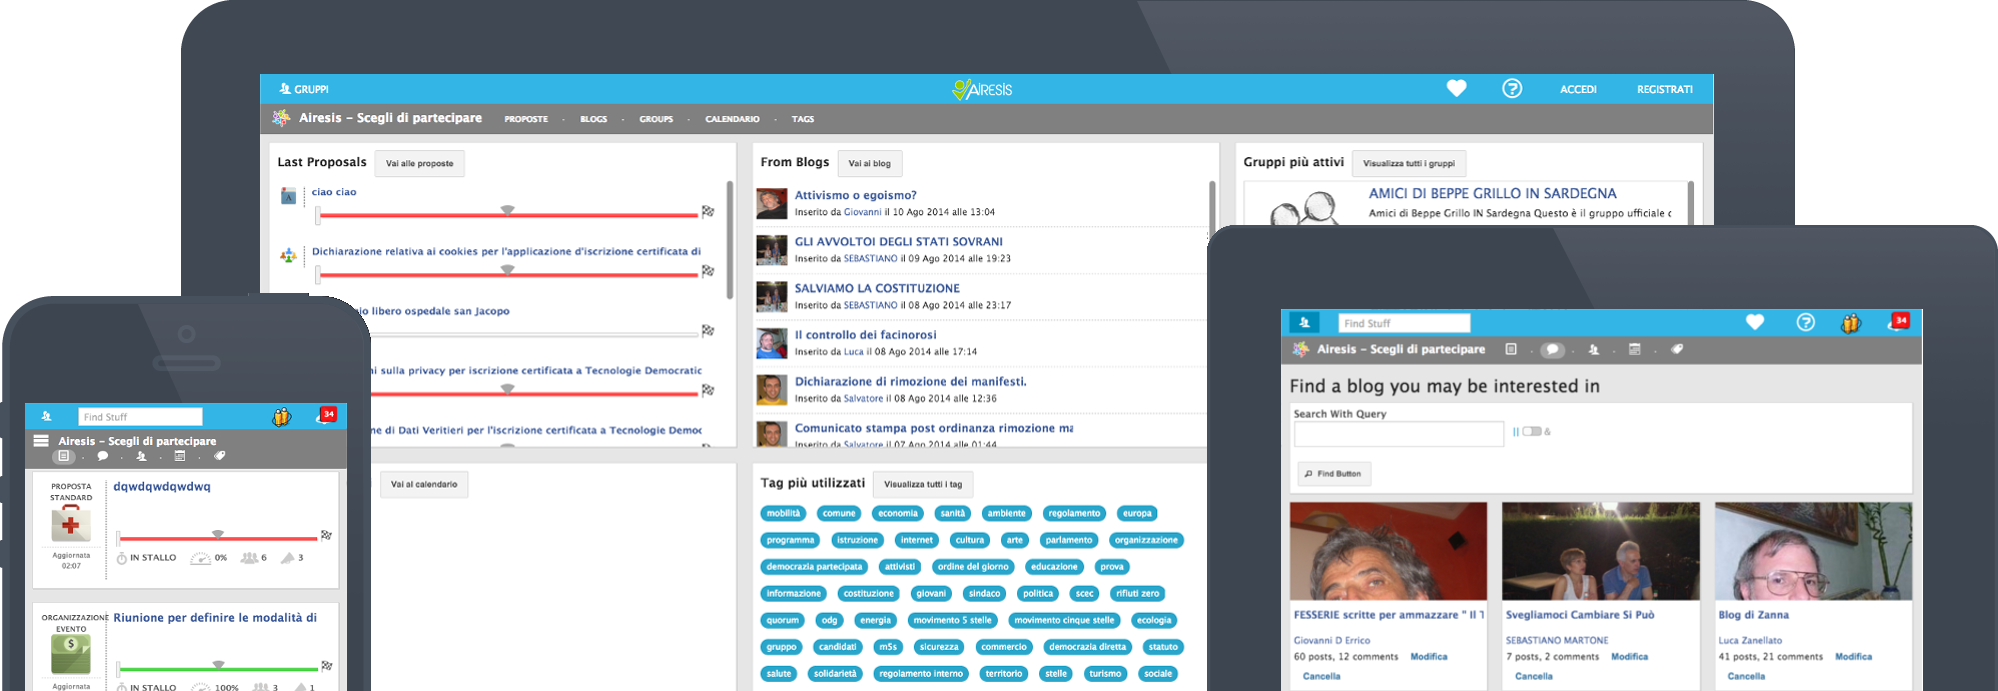 GRUPPI
AIRESIS
ACCEDI
REGISTRATI
Airesis - Scegli di partecipare
PROPOSTE - BLOGS - GROUPS - CALENDARIO - TAGS
Last Proposals
Vai alle proposte
ciao ciao
Dichiarazione relativa ai cookies per l'applicazione d'iscrizione certificata di
libero ospedale san Jacopo
sulla privacy per iscrizione certificata a Tecnologie Democratic
ne di Dati Veritieri per l'iscrizione certificata a Tecnologie Democ
Vai al calendario
From Blogs
Vai ai blog
Attivismo o egoismo?
Inserito da Giovanni il 10 Ago 2014 alle 13:04
GLI AVVOLTOI DEGLI STATI SOVRANI
Inserito da SEBASTIANO il 09 Ago 2014 alle 19:23
SALVIAMO LA COSTITUZIONE
Inserito da SEBASTIANO il 08 Ago 2014 alle 23:17
Il controllo dei facinorosi
Inserito da Luca il 08 Ago 2014 alle 17:14
Dichiarazione di rimozione dei manifesti.
Inserito da Salvatore il 08 Ago 2014 alle 12:36
Comunicato stampa post ordinanza rimozione ma
Inserito da Salvatore il 07 Ago 2014 alle 01:44
Tag più utilizzati
Visualizza tutti i tag
mobilità comune economia sanità ambiente regolamento europa
programma istruzione internet cultura arte parlamento organizzazione
democrazia partecipata attivisti ordine del giorno educazione prova
informazione costituzione giovani sindaco politica scec rifiuti zero
quorum odg energia movimento 5 stelle movimento cinque stelle ecologia
gruppo candidati m5s sicurezza commercio democrazia diretta statuto
salute solidarietà regolamento interno territorio stelle turismo sociale
Gruppi più attivi
Visualizza tutti i gruppi
AMICI DI BEPPE GRILLO IN SARDEGNA
Amici di Beppe Grillo IN Sardegna Questo è il gruppo ufficiale c
Find Stuff
34
Airesis - Scegli di partecipare
PROPOSTA
STANDARD
dqwdqwdqwdwq
Aggiornata
02:07
IN STALLO 0% 6 3
ORGANIZZAZIONE
EVENTO
Riunione per definire le modalità di
Aggiornata
IN STALLO 100% 3 1
Find Stuff
34
Airesis - Scegli di partecipare
Find a blog you may be interested in
Search With Query
|| &
Find Button
FESSERIE scritte per ammazzare " Il T
Giovanni D Errico
60 posts, 12 comments Modifica
Cancella
Svegliamoci Cambiare Si Può
SEBASTIANO MARTONE
7 posts, 2 comments Modifica
Cancella
Blog di Zanna
Luca Zanellato
41 posts, 21 comments Modifica
Cancella